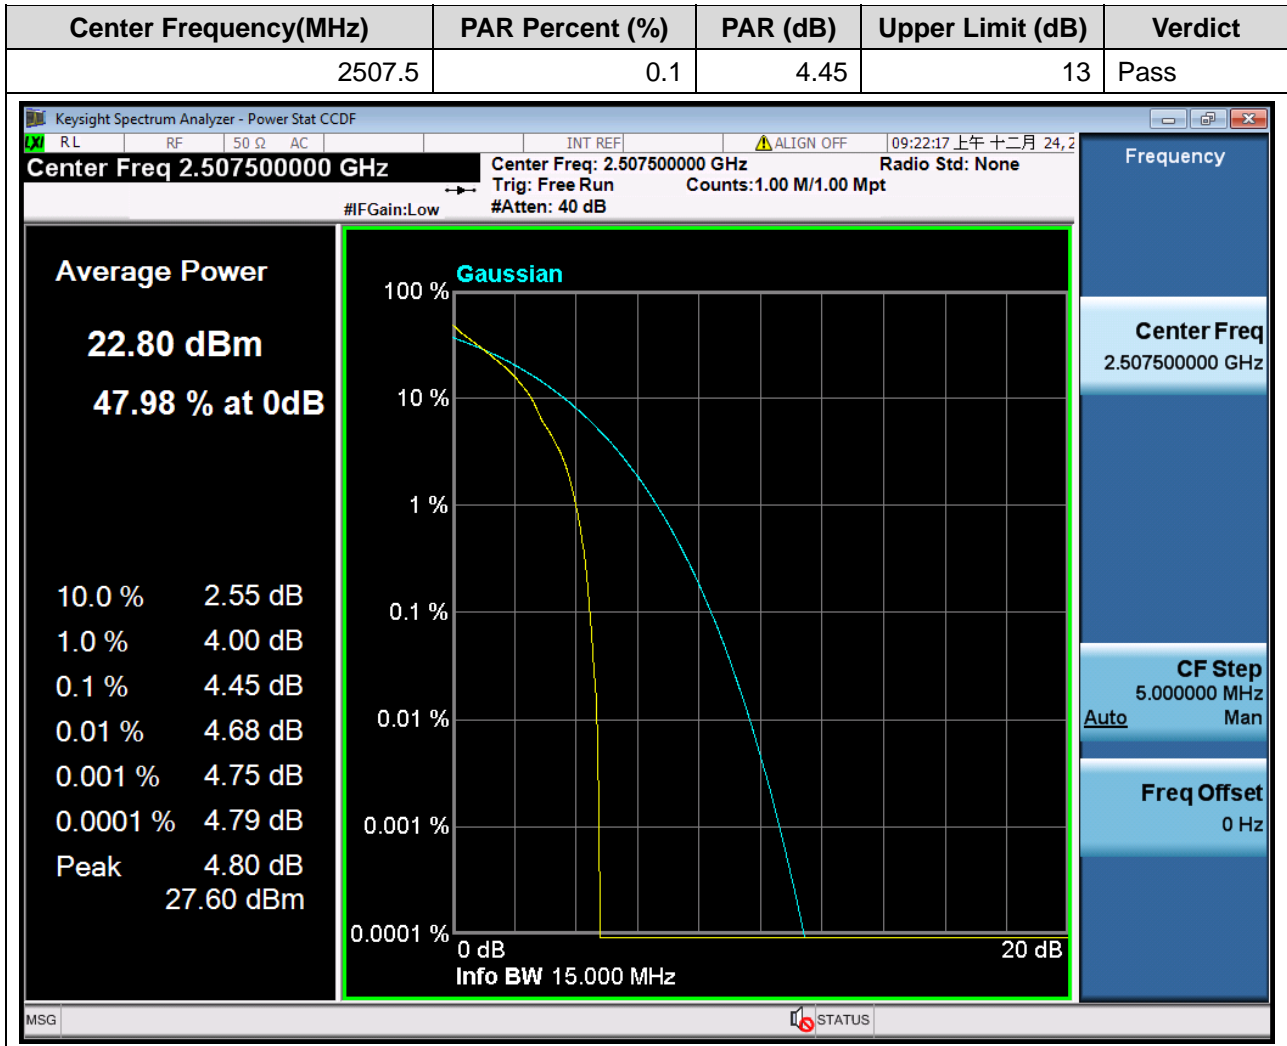 Center Frequency(MHz) PAR Percent (%) PAR (dB) Upper Limit (dB) Verdict
2507.5 0.1 4.45 13 Pass
Keysight Spectrum Analyzer - Power Stat CCDF
LXI RL RF 50 Ω AC INT REF ALIGN OFF 09:22:17 上午 十二月 24, 2
Center Freq 2.507500000 GHz
Center Freq: 2.507500000 GHz Radio Std: None
Trig: Free Run Counts:1.00 M/1.00 Mpt
#IFGain:Low #Atten: 40 dB
Frequency
Average Power
22.80 dBm
47.98 % at 0dB
10.0 % 2.55 dB
1.0 % 4.00 dB
0.1 % 4.45 dB
0.01 % 4.68 dB
0.001 % 4.75 dB
0.0001 % 4.79 dB
Peak 4.80 dB
27.60 dBm
Gaussian
100 %
10 %
1 %
0.1 %
0.01 %
0.001 %
0.0001 %
0 dB 20 dB
Info BW 15.000 MHz
Center Freq
2.507500000 GHz
CF Step
5.000000 MHz
Auto Man
Freq Offset
0 Hz
MSG STATUS